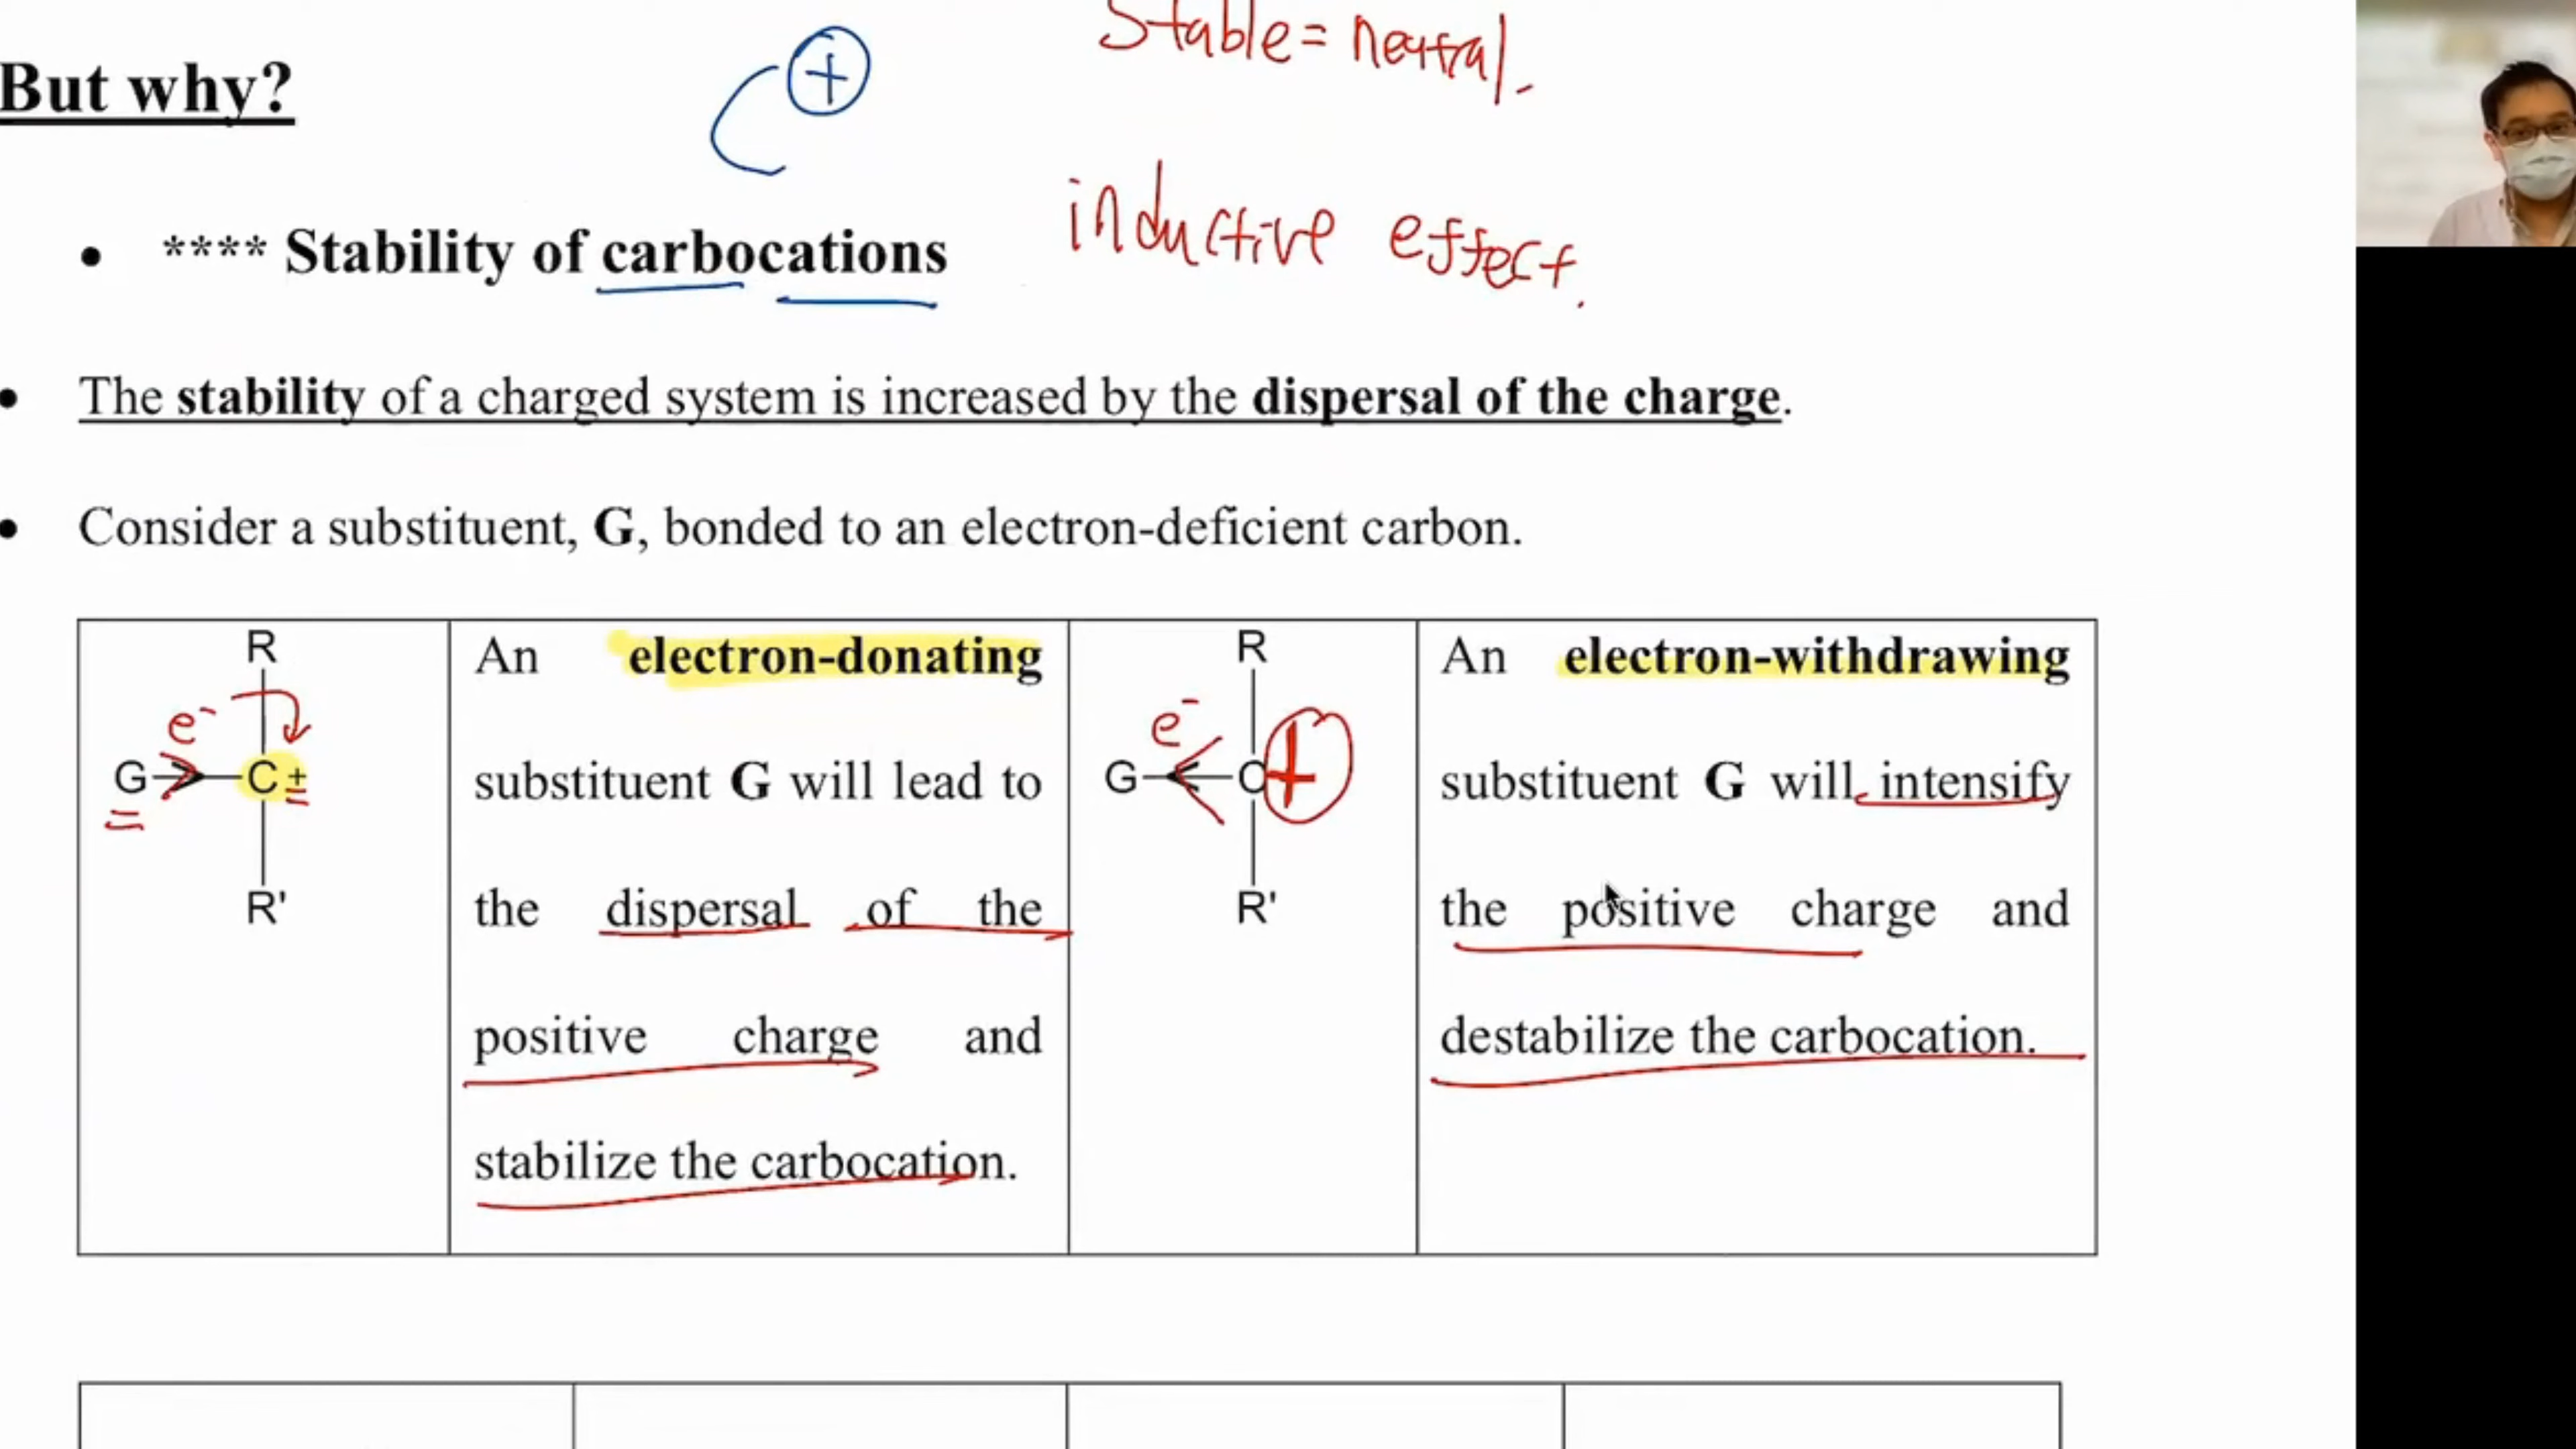 Stable = neutral.
But why?
+
inductive effect.
• **** Stability of carbocations
• The stability of a charged system is increased by the dispersal of the charge.
• Consider a substituent, G, bonded to an electron-deficient carbon.
R
e-
G C +
R'
An electron-donating
substituent G will lead to
the dispersal of the
positive charge and
stabilize the carbocation.
R
e-
G C +
R'
An electron-withdrawing
substituent G will intensify
the positive charge and
destabilize the carbocation.